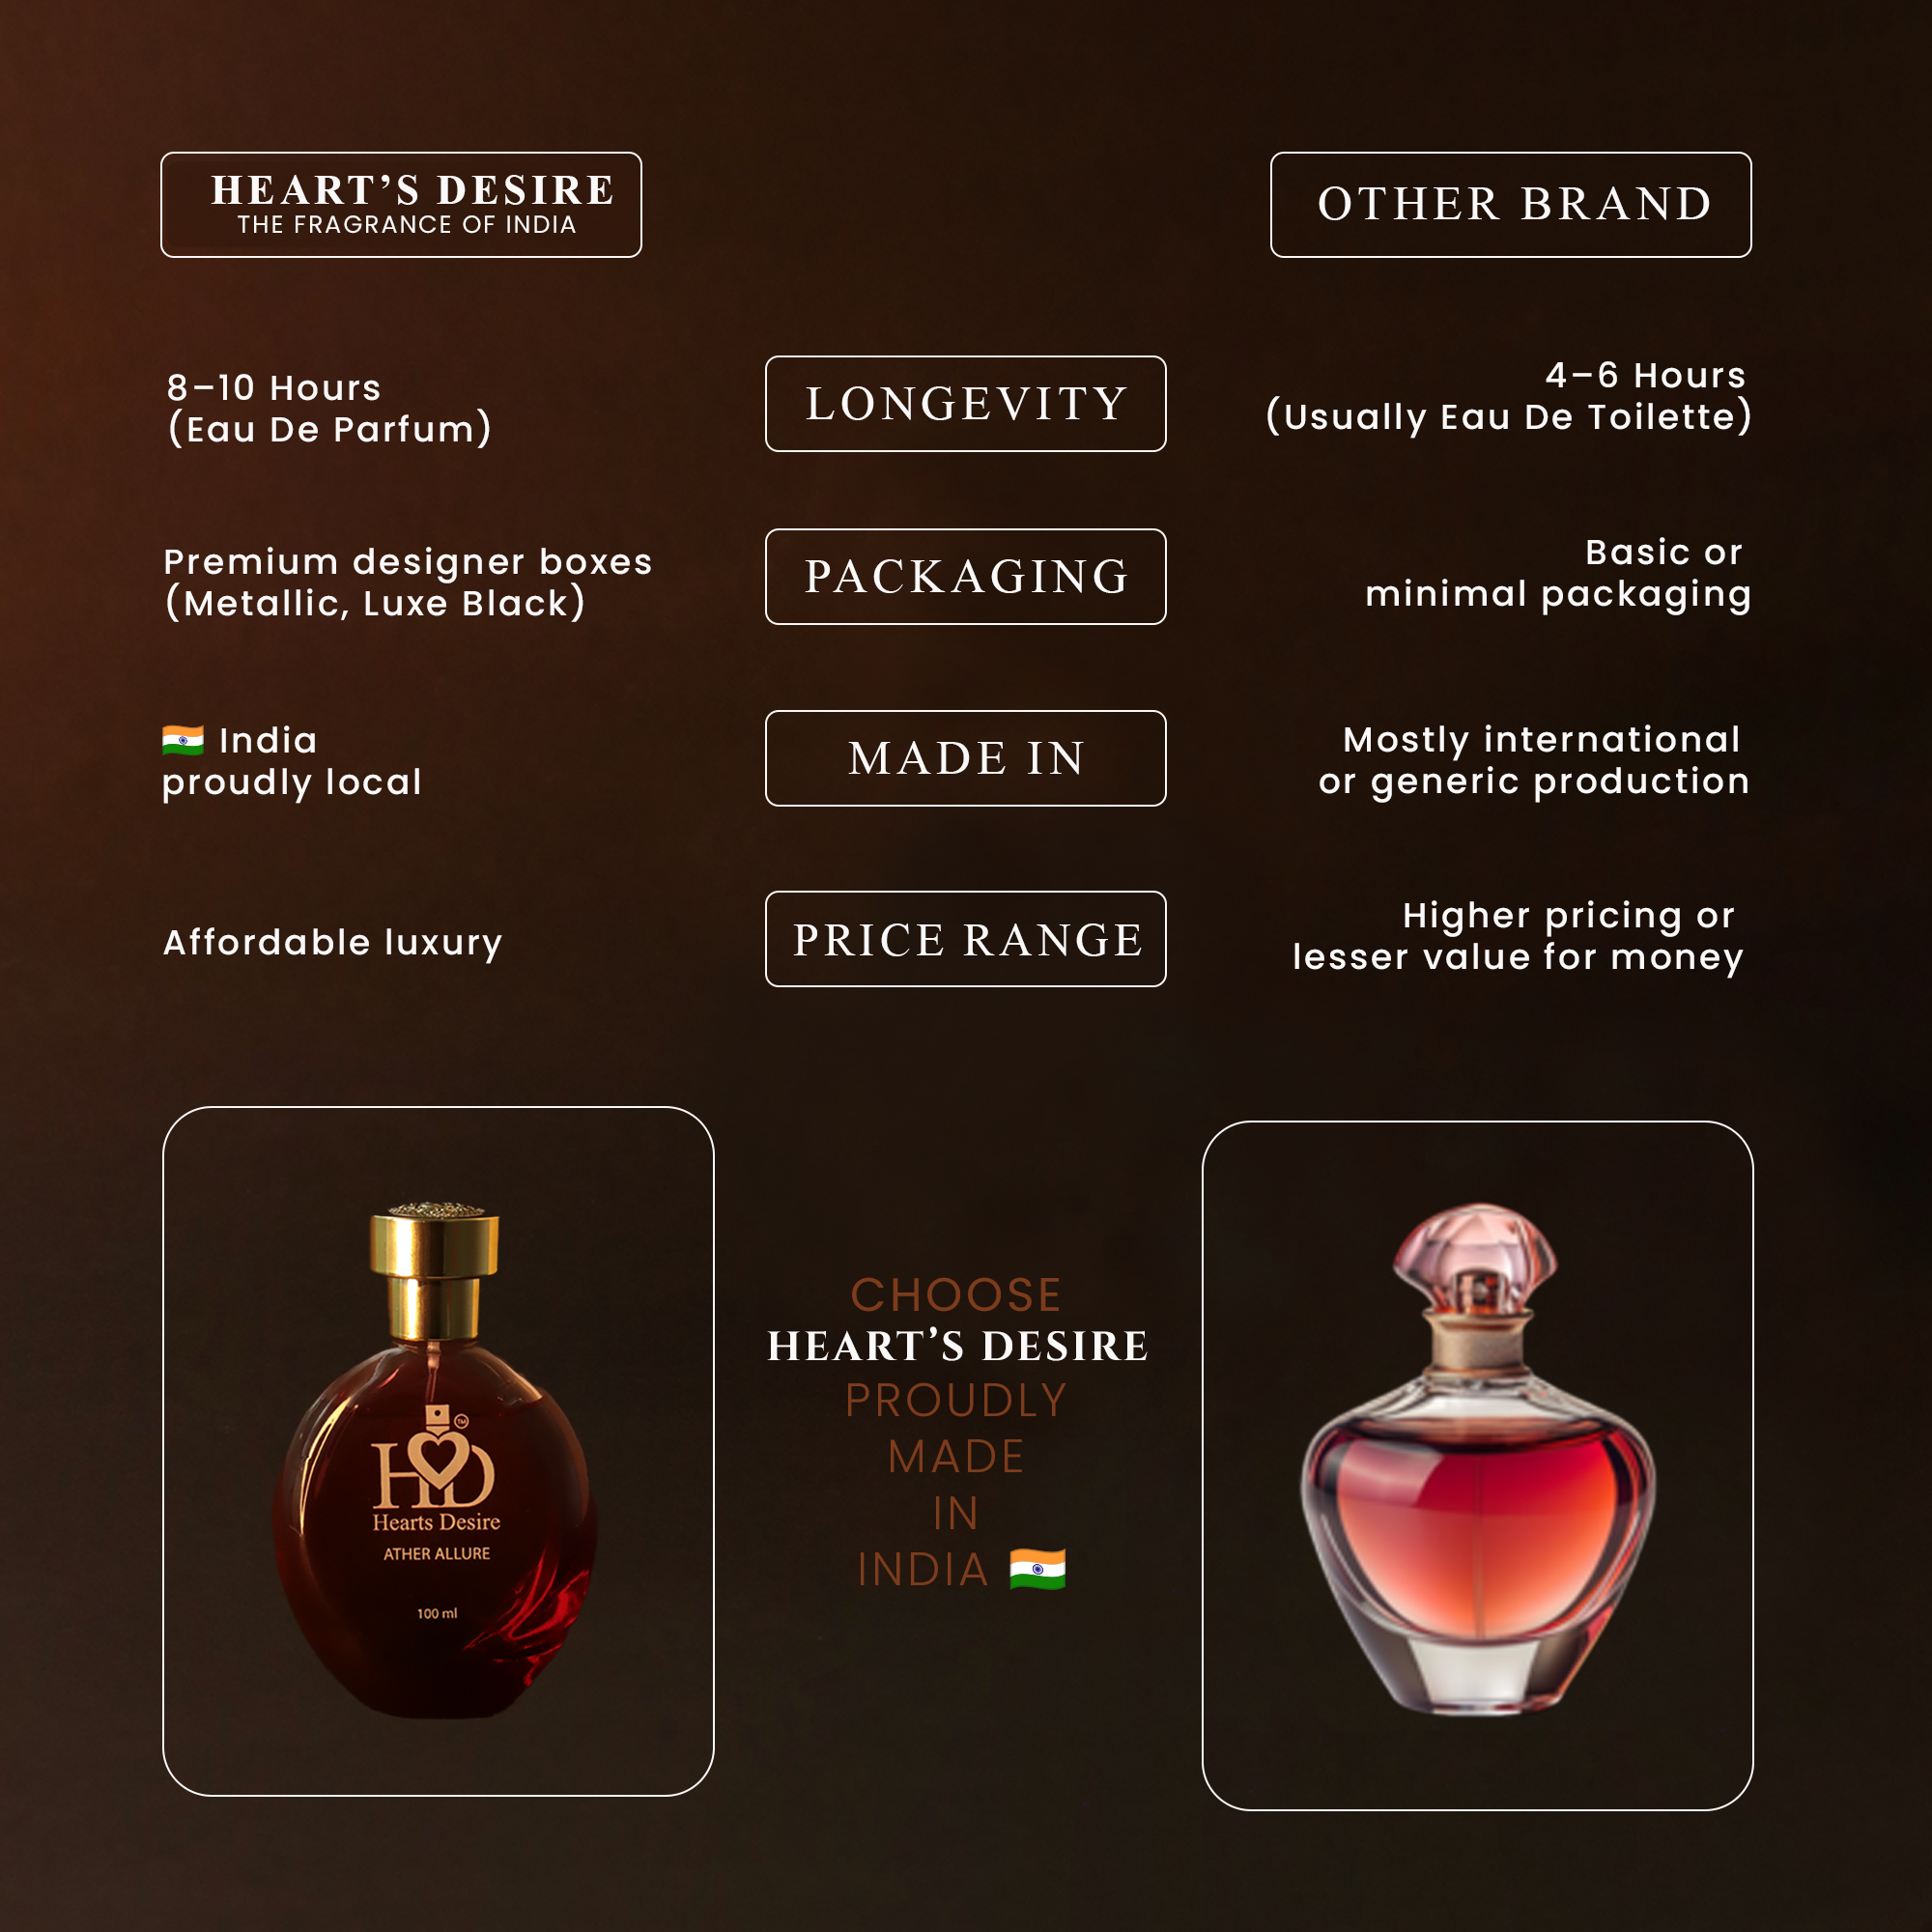 HEART’S DESIRE
THE FRAGRANCE OF INDIA
OTHER BRAND
8–10 Hours
(Eau De Parfum)
LONGEVITY
4–6 Hours
(Usually Eau De Toilette)
Premium designer boxes
(Metallic, Luxe Black)
PACKAGING
Basic or
minimal packaging
🇮🇳 India
proudly local
MADE IN
Mostly international
or generic production
Affordable luxury
PRICE RANGE
Higher pricing or
lesser value for money
CHOOSE
HEART’S DESIRE
PROUDLY
MADE
IN
INDIA 🇮🇳
TM
HD
Hearts Desire
ATHER ALLURE
100 ml